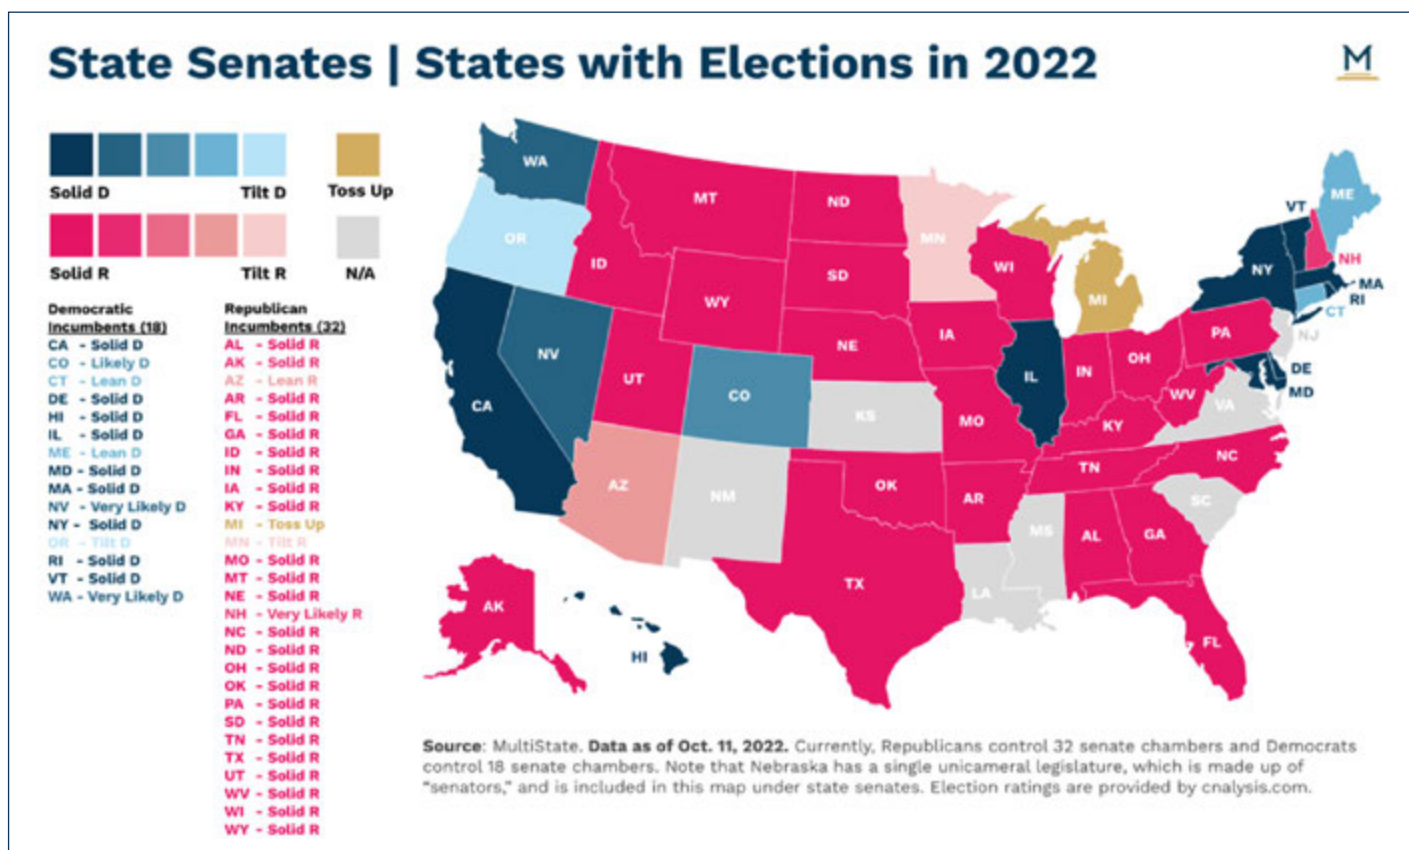 State Senates | States with Elections in 2022
M
Solid D
Tilt D
Toss Up
Solid R
Tilt R
N/A
Democratic
Incumbents (18)
CA - Solid D
CO - Likely D
CT - Lean D
DE - Solid D
HI - Solid D
IL - Solid D
ME - Lean D
MD - Solid D
MA - Solid D
NV - Very Likely D
NY - Solid D
OR - Tilt D
RI - Solid D
VT - Solid D
WA - Very Likely D
Republican
Incumbents (32)
AL - Solid R
AK - Solid R
AZ - Lean R
AR - Solid R
FL - Solid R
GA - Solid R
ID - Solid R
IN - Solid R
IA - Solid R
KY - Solid R
MI - Toss Up
MN - Tilt R
MO - Solid R
MT - Solid R
NE - Solid R
NH - Very Likely R
NC - Solid R
ND - Solid R
OH - Solid R
OK - Solid R
PA - Solid R
SD - Solid R
TN - Solid R
TX - Solid R
UT - Solid R
WV - Solid R
WI - Solid R
WY - Solid R
WA
MT
ND
MN
OR
ID
WY
SD
WI
MI
NY
VT
ME
NH
MA
RI
CT
NJ
PA
NV
UT
CO
NE
IA
IL
IN
OH
DE
MD
CA
KS
MO
KY
WV
VA
AZ
NM
OK
AR
TN
NC
SC
MS
AL
GA
TX
LA
FL
AK
HI
Source: MultiState. Data as of Oct. 11, 2022. Currently, Republicans control 32 senate chambers and Democrats
control 18 senate chambers. Note that Nebraska has a single unicameral legislature, which is made up of
“senators,” and is included in this map under state senates. Election ratings are provided by cnalysis.com.